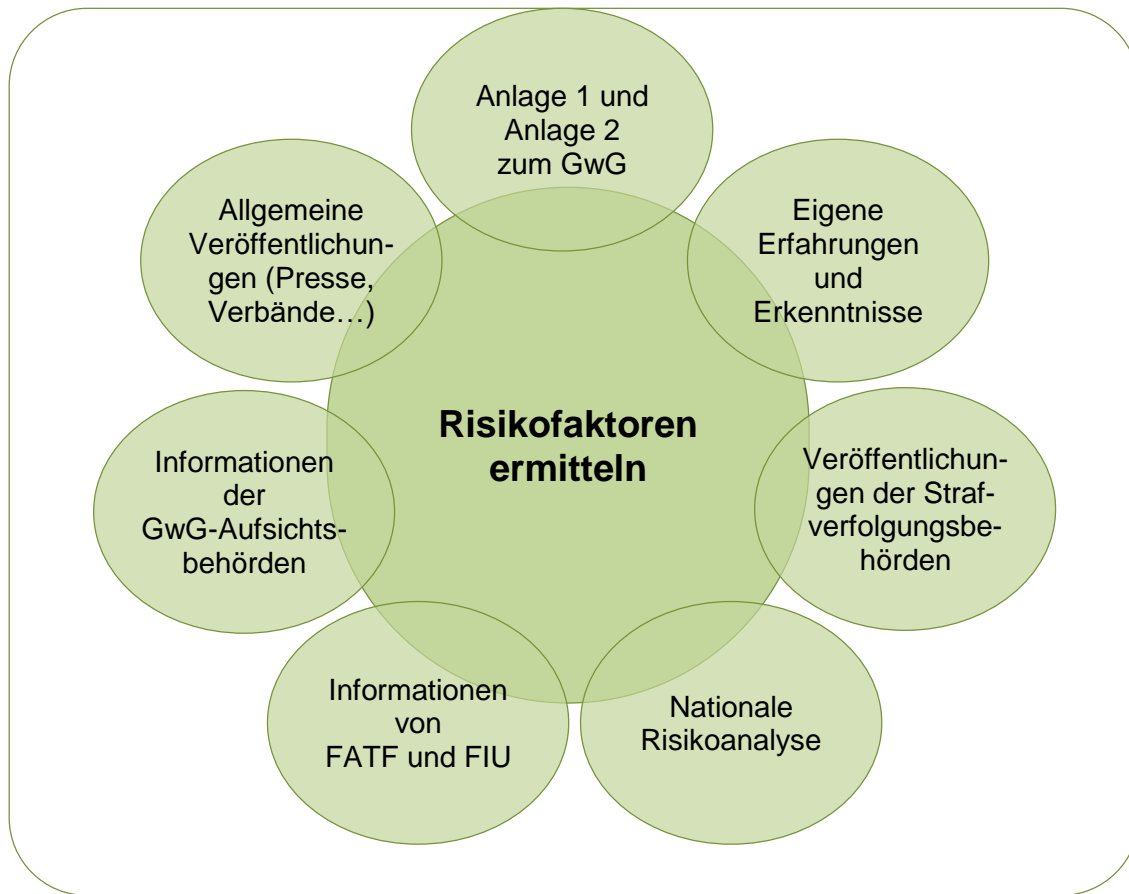 Anlage 1 und
Anlage 2
zum GwG
Eigene
Erfahrungen
und
Erkenntnisse
Veröffentlichun-
gen der Straf-
verfolgungsbe-
hörden
Nationale
Risikoanalyse
Informationen
von
FATF und FIU
Informationen
der
GwG-Aufsichts-
behörden
Allgemeine
Veröffentlichun-
gen (Presse,
Verbände…)
Risikofaktoren
ermitteln